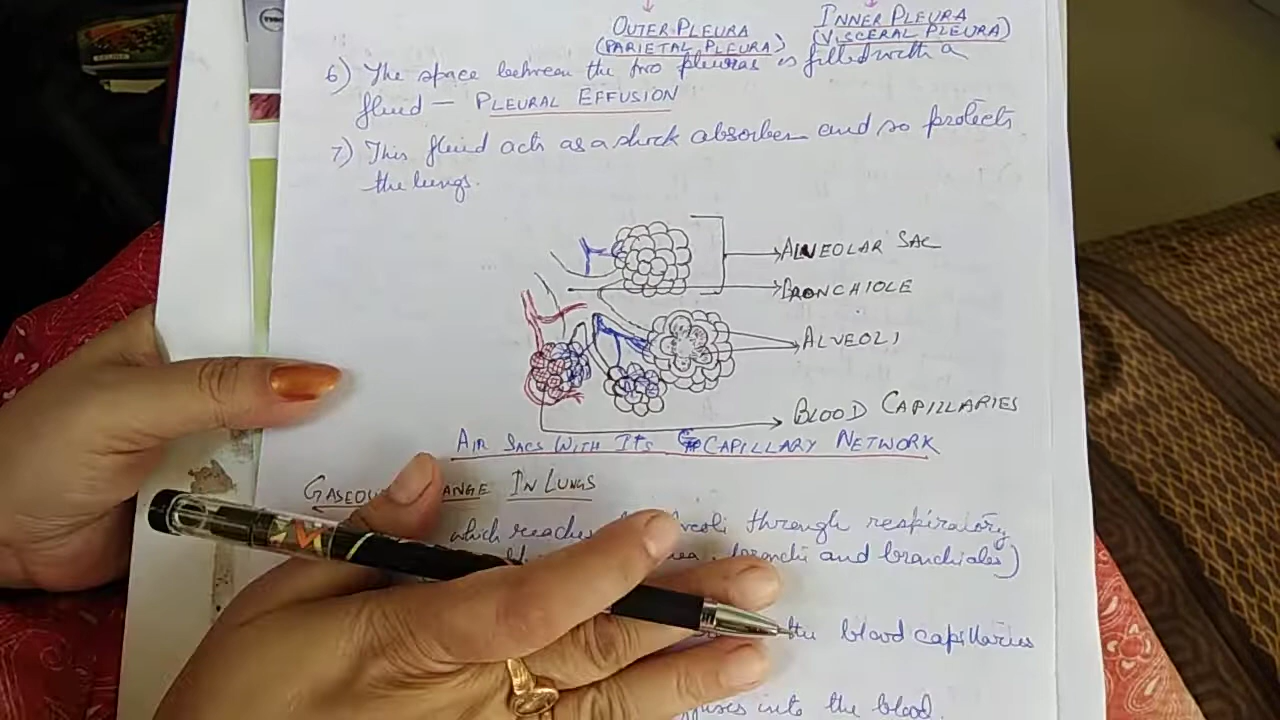 OUTER PLEURA
(PARIETAL PLEURA)
INNER PLEURA
(VISCERAL PLEURA)
6) The space between the two pleuras is filled with a
fluid — PLEURAL EFFUSION
7) This fluid acts as a shock absorber and so protects
the lungs.
ALVEOLAR SAC
BRONCHIOLE
ALVEOLI
BLOOD CAPILLARIES
AIR SACS WITH ITS CAPILLARY NETWORK
IN LUNGS
which through respiratory
bronchi and bronchioles)
the blood capillaries
into the blood.